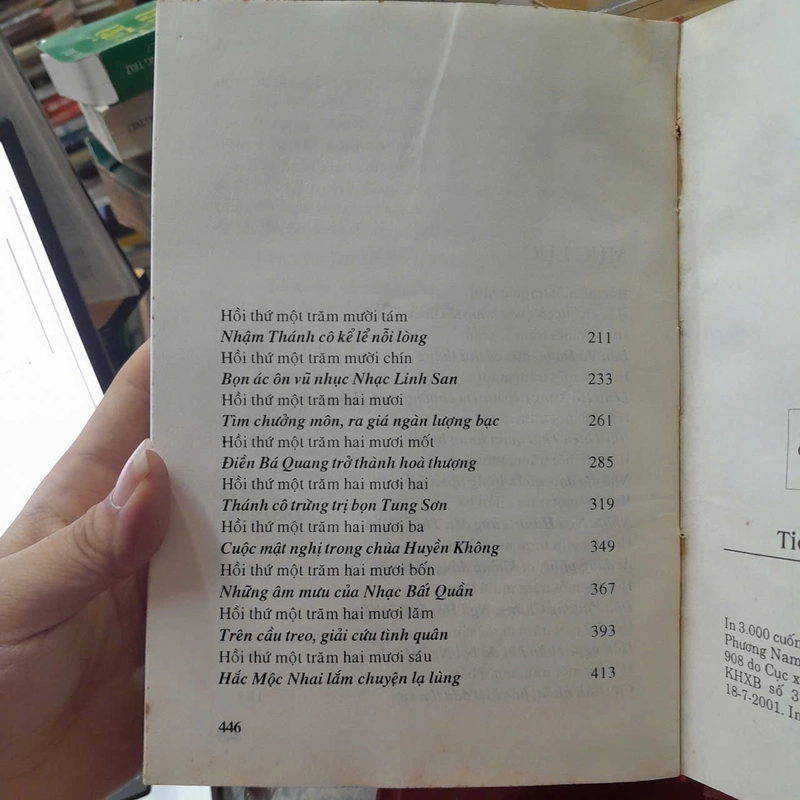 Hồi thứ một trăm mười tám
Nhậm Thánh cô kể lể nỗi lòng 211
Hồi thứ một trăm mười chín
Bọn ác ôn vũ nhục Nhạc Linh San 233
Hồi thứ một trăm hai mươi
Tìm chưởng môn, ra giá ngàn lượng bạc 261
Hồi thứ một trăm hai mươi mốt
Điền Bá Quang trở thành hoà thượng 285
Hồi thứ một trăm hai mươi hai
Thánh cô trừng trị bọn Tung Sơn 319
Hồi thứ một trăm hai mươi ba
Cuộc mật nghị trong chùa Huyền Không 349
Hồi thứ một trăm hai mươi bốn
Những âm mưu của Nhạc Bất Quần 367
Hồi thứ một trăm hai mươi lăm
Trên cầu treo, giải cứu tình quân 393
Hồi thứ một trăm hai mươi sáu
Hắc Mộc Nhai lắm chuyện lạ lùng 413
446
MỤC LỤC
In 3.000 cuốn
Phương Nam
908 do Cục x
KHXB số 3
18-7-2001. In